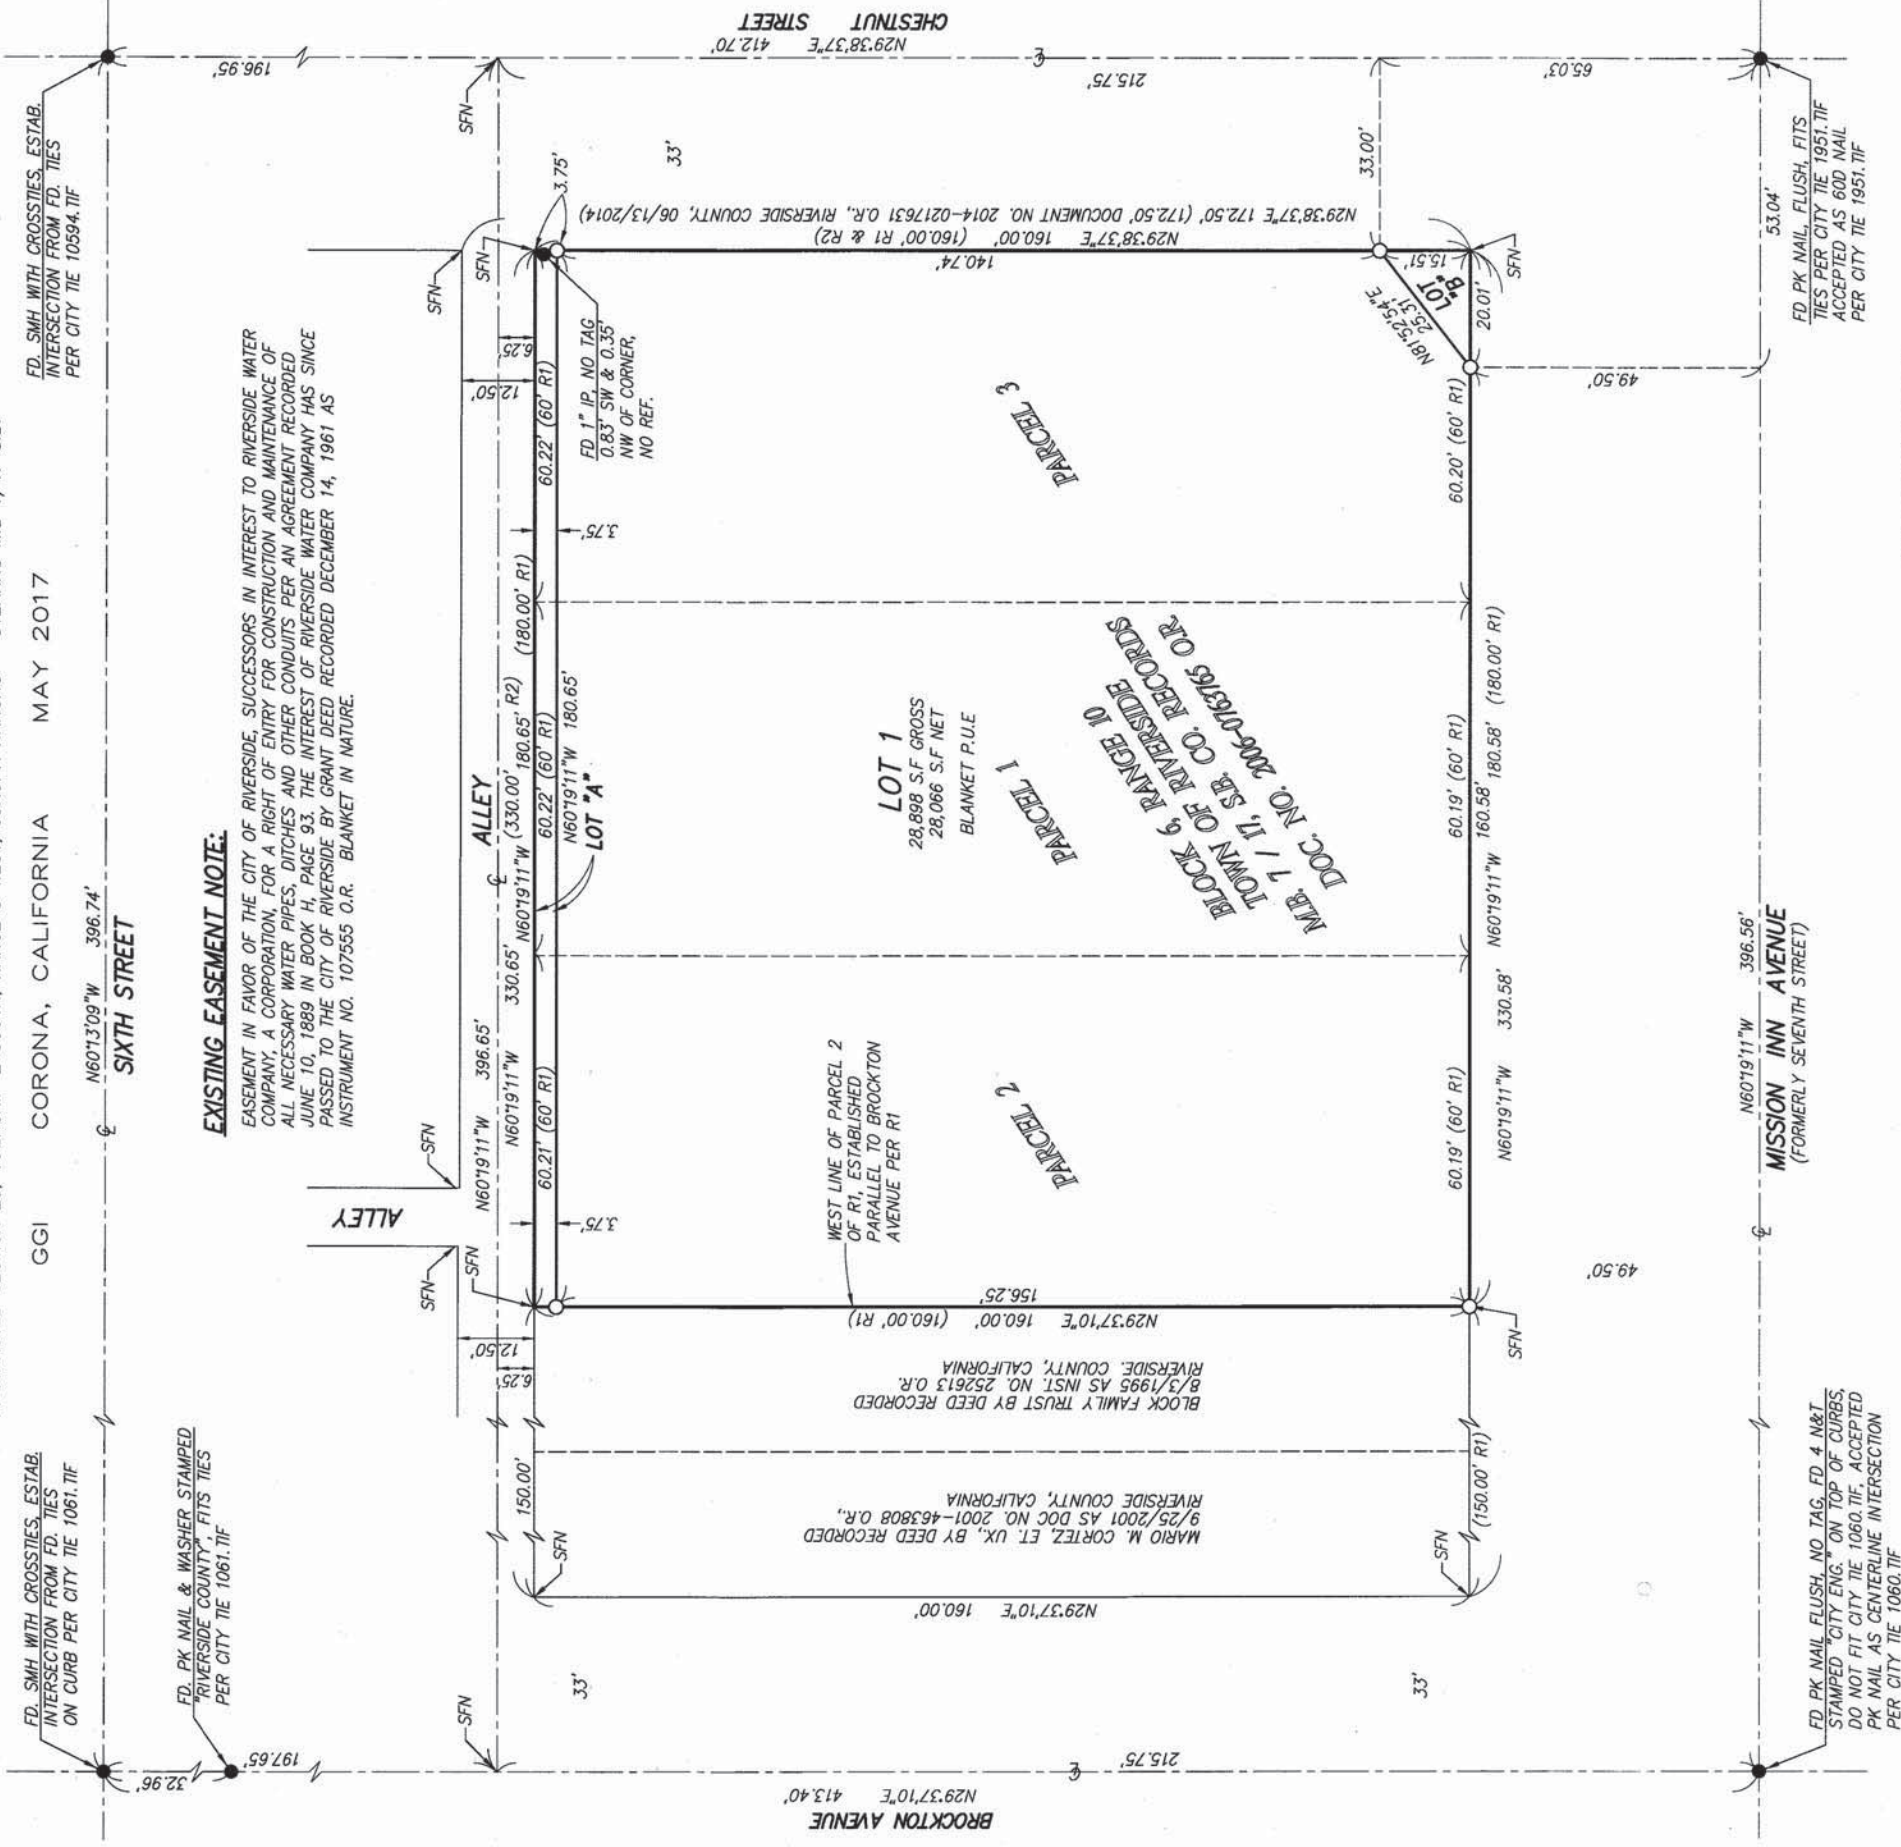 GGI CORONA, CALIFORNIA MAY 2017
FD. SMH WITH CROSSTIES, ESTAB.
INTERSECTION FROM FD. TIES
ON CURB PER CITY TIE 1061.TIF
FD. PK NAIL & WASHER STAMPED
"RIVERSIDE COUNTY", FITS TIES
PER CITY TIE 1061.TIF
N60°13'09"W 396.74'
SIXTH STREET
FD. SMH WITH CROSSTIES, ESTAB.
INTERSECTION FROM FD. TIES
PER CITY TIE 10594.TIF
EXISTING EASEMENT NOTE:
EASEMENT IN FAVOR OF THE CITY OF RIVERSIDE, SUCCESSORS IN INTEREST TO RIVERSIDE WATER
COMPANY, A CORPORATION, FOR A RIGHT OF ENTRY FOR CONSTRUCTION AND MAINTENANCE OF
ALL NECESSARY WATER PIPES, DITCHES AND OTHER CONDUITS PER AN AGREEMENT RECORDED
JUNE 10, 1889 IN BOOK H, PAGE 93. THE INTEREST OF RIVERSIDE WATER COMPANY HAS SINCE
PASSED TO THE CITY OF RIVERSIDE BY GRANT DEED RECORDED DECEMBER 14, 1961 AS
INSTRUMENT NO. 107555 O.R. BLANKET IN NATURE.
32.96'
197.65'
196.95'
ALLEY
SFN
SFN
SFN
SFN
SFN
SFN
SFN
ALLEY
N60°19'11"W 396.65'
N60°19'11"W 330.65' (330.00' R2)
N60°19'11"W 180.65' (180.00' R1)
12.50'
6.25'
12.50'
6.25'
150.00'
60.21' (60' R1)
60.22' (60' R1)
60.22' (60' R1)
N60°19'11"W 180.65'
LOT "A"
3.75'
3.75'
3.75'
FD 1" IP, NO TAG
0.83' SW & 0.35'
NW OF CORNER,
NO REF.
SFN
33'
33'
CHESTNUT STREET
N29°38'37"E 412.70'
215.75'
65.03'
N29°38'37"E 172.50' (172.50' DOCUMENT NO. 2014-0217631 O.R., RIVERSIDE COUNTY, 06/13/2014)
N29°38'37"E 160.00' (160.00' R1 & R2)
140.74'
15.51'
33.00'
N81°52'54"E
25.31'
LOT
"B"
20.01'
SFN
BROCKTON AVENUE
N29°37'10"E 413.40'
215.75'
N29°37'10"E 160.00'
MARIO M. CORTEZ, ET. UX., BY DEED RECORDED
9/25/2001 AS DOC NO. 2001-463808 O.R.,
RIVERSIDE COUNTY, CALIFORNIA
BLOCK FAMILY TRUST BY DEED RECORDED
8/3/1995 AS INST. NO. 252613 O.R.
RIVERSIDE. COUNTY, CALIFORNIA
N29°37'10"E 160.00' (160.00' R1)
156.25'
WEST LINE OF PARCEL 2
OF R1, ESTABLISHED
PARALLEL TO BROCKTON
AVENUE PER R1
LOT 1
28,898 S.F GROSS
28,066 S.F NET
BLANKET P.U.E
PARCEL 2
PARCEL 1
PARCEL 3
BLOCK 6, RANGE 10
TOWN OF RIVERSIDE
M.B. 7 / 17, S.B. CO. RECORDS
DOC. NO. 2006-0763765 O.R.
60.19' (60' R1)
60.19' (60' R1)
60.20' (60' R1)
160.58'
N60°19'11"W 180.58' (180.00' R1)
N60°19'11"W 330.58'
(150.00' R1)
SFN
SFN
33'
49.50'
49.50'
53.04'
N60°19'11"W 396.56'
MISSION INN AVENUE
(FORMERLY SEVENTH STREET)
FD PK NAIL FLUSH, NO TAG, FD 4 N&T
STAMPED "CITY ENG." ON TOP OF CURBS,
DO NOT FIT CITY TIE 1060.TIF, ACCEPTED
PK NAIL AS CENTERLINE INTERSECTION
PER CITY TIE 1060.TIF
FD PK NAIL, FLUSH, FITS
TIES PER CITY TIE 1951.TIF
ACCEPTED AS 60D NAIL
PER CITY TIE 1951.TIF